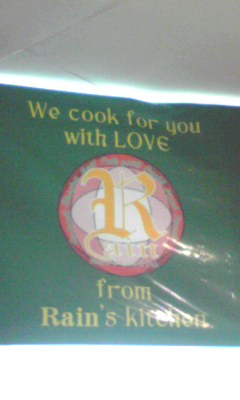 We cook for you
with LOVE
R
from
Rain's kitchen